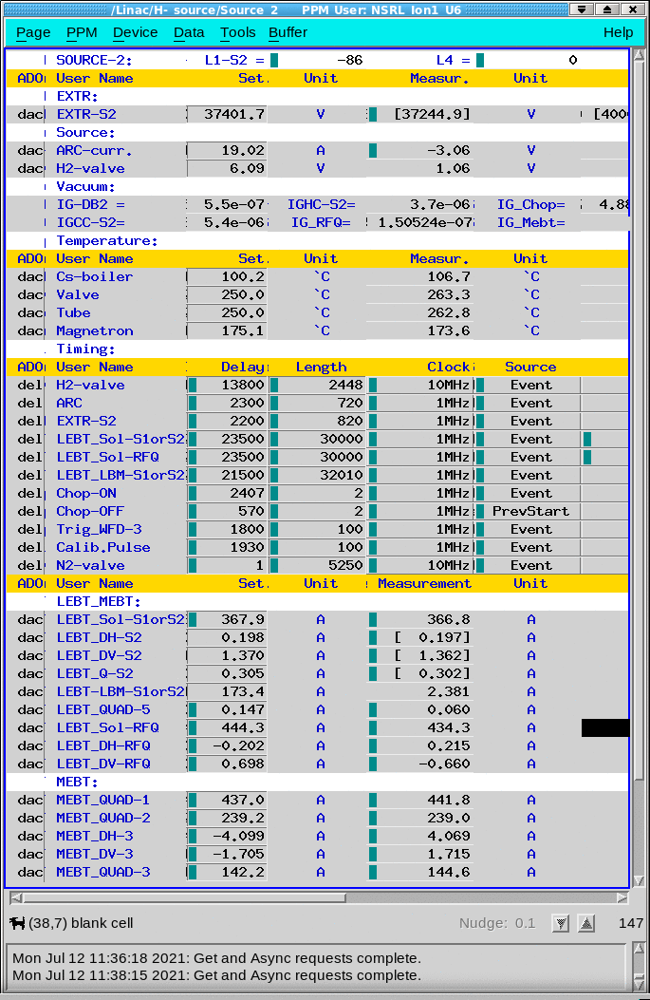 /Linac/H- source/Source 2 PPM User: NSRL Ion1 U6
Page PPM Device Data Tools Buffer Help
SOURCE-2: L1-S2 = -86 L4 = 0
ADO User Name Set. Unit Measur. Unit
EXTR:
dac EXTR-S2 37401.7 V [37244.9] V [400
Source:
dac ARC-curr. 19.02 A -3.06 V
dac H2-valve 6.09 V 1.06 V
Vacuum:
IG-DB2 = 5.5e-07 IGHC-S2= 3.7e-06 IG_Chop= 4.88
IGCC-S2= 5.4e-06 IG_RFQ= 1.50524e-07 IG_Mebt=
Temperature:
ADO User Name Set. Unit Measur. Unit
dac Cs-boiler 100.2 `C 106.7 `C
dac Valve 250.0 `C 263.3 `C
dac Tube 250.0 `C 262.8 `C
dac Magnetron 175.1 `C 173.6 `C
Timing:
ADO User Name Delay Length Clock Source
del H2-valve 13800 2448 10MHz Event
del ARC 2300 720 1MHz Event
del EXTR-S2 2200 820 1MHz Event
del LEBT_Sol-S1orS2 23500 30000 1MHz Event
del LEBT_Sol-RFQ 23500 30000 1MHz Event
del LEBT_LBM-S1orS2 21500 32010 1MHz Event
del Chop-ON 2407 2 1MHz Event
del Chop-OFF 570 2 1MHz PrevStart
del Trig_WFD-3 1800 100 1MHz Event
del Calib.Pulse 1930 100 1MHz Event
del N2-valve 1 5250 10MHz Event
ADO User Name Set. Unit Measurement Unit
LEBT_MEBT:
dac LEBT_Sol-S1orS2 367.9 A 366.8 A
dac LEBT_DH-S2 0.198 A [ 0.197] A
dac LEBT_DV-S2 1.370 A [ 1.362] A
dac LEBT_Q-S2 0.305 A [ 0.302] A
dac LEBT-LBM-S1orS2 173.4 A 2.381 A
dac LEBT_QUAD-5 0.147 A 0.060 A
dac LEBT_Sol-RFQ 444.3 A 434.3 A
dac LEBT_DH-RFQ -0.202 A 0.215 A
dac LEBT_DV-RFQ 0.698 A -0.660 A
MEBT:
dac MEBT_QUAD-1 437.0 A 441.8 A
dac MEBT_QUAD-2 239.2 A 239.0 A
dac MEBT_DH-3 -4.099 A 4.069 A
dac MEBT_DV-3 -1.705 A 1.715 A
dac MEBT_QUAD-3 142.2 A 144.6 A
(38,7) blank cell Nudge: 0.1 147
Mon Jul 12 11:36:18 2021: Get and Async requests complete.
Mon Jul 12 11:38:15 2021: Get and Async requests complete.